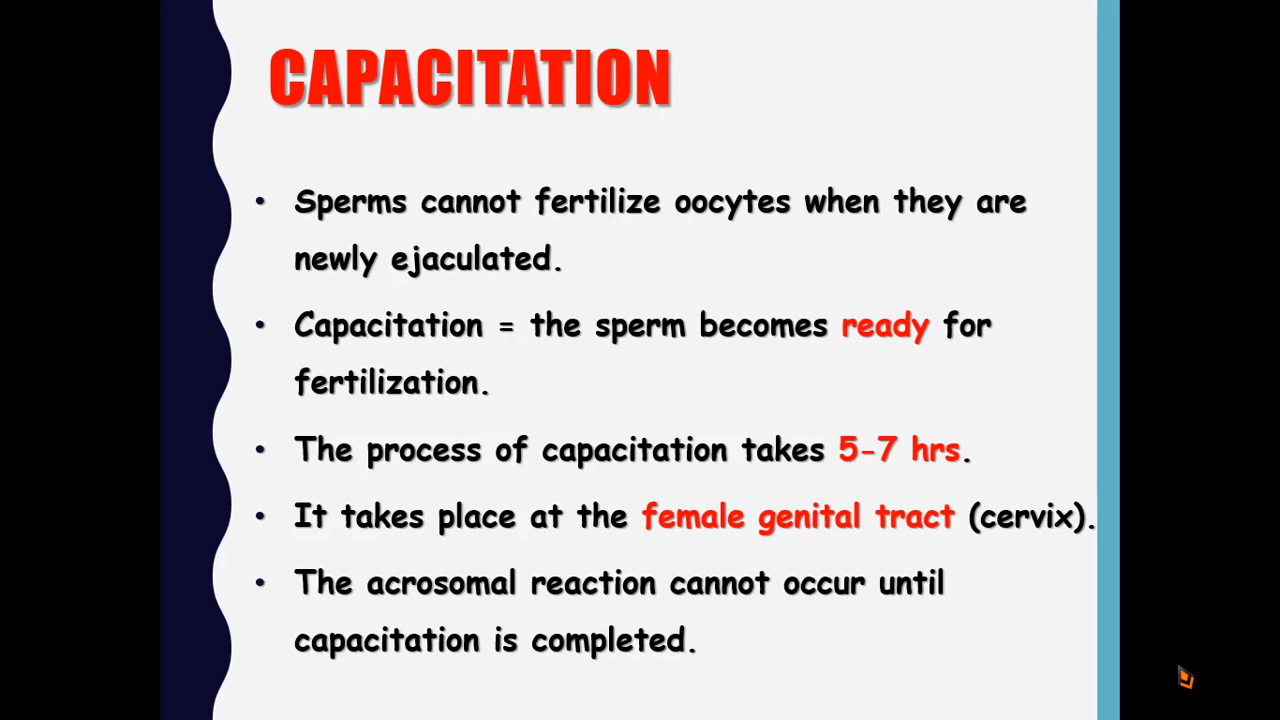 CAPACITATION
• Sperms cannot fertilize oocytes when they are
newly ejaculated.
• Capacitation = the sperm becomes ready for
fertilization.
• The process of capacitation takes 5-7 hrs.
• It takes place at the female genital tract (cervix).
• The acrosomal reaction cannot occur until
capacitation is completed.